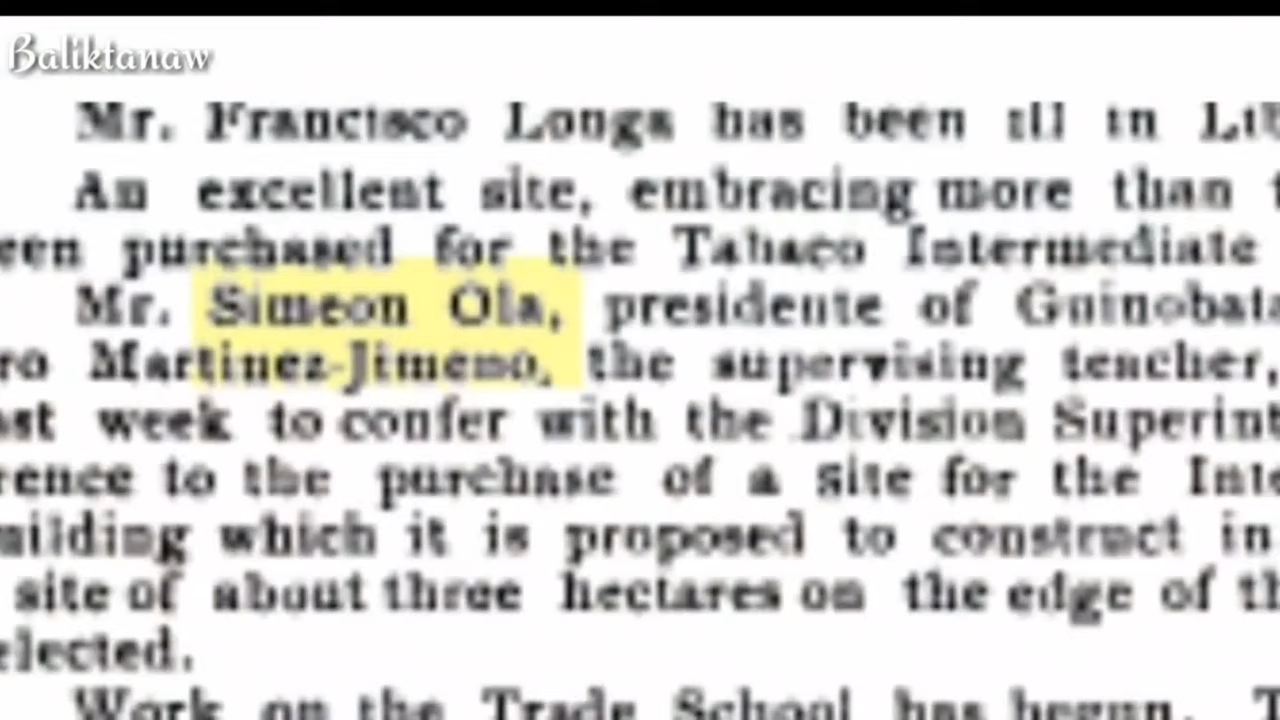 Baliktanaw
Mr. Francisco Longa has been ill in Lib
An excellent site, embracing more than
een purchased for the Tabaco Intermediate
Mr. Simeon Ola, presidente of Guinobata
ro Martinez-Jimeno, the supervising teacher,
ast week to confer with the Division Superint
rence to the purchase of a site for the Inte
uilding which it is proposed to construct in
site of about three hectares on the edge of th
elected.
Work on the Trade School has begun. T